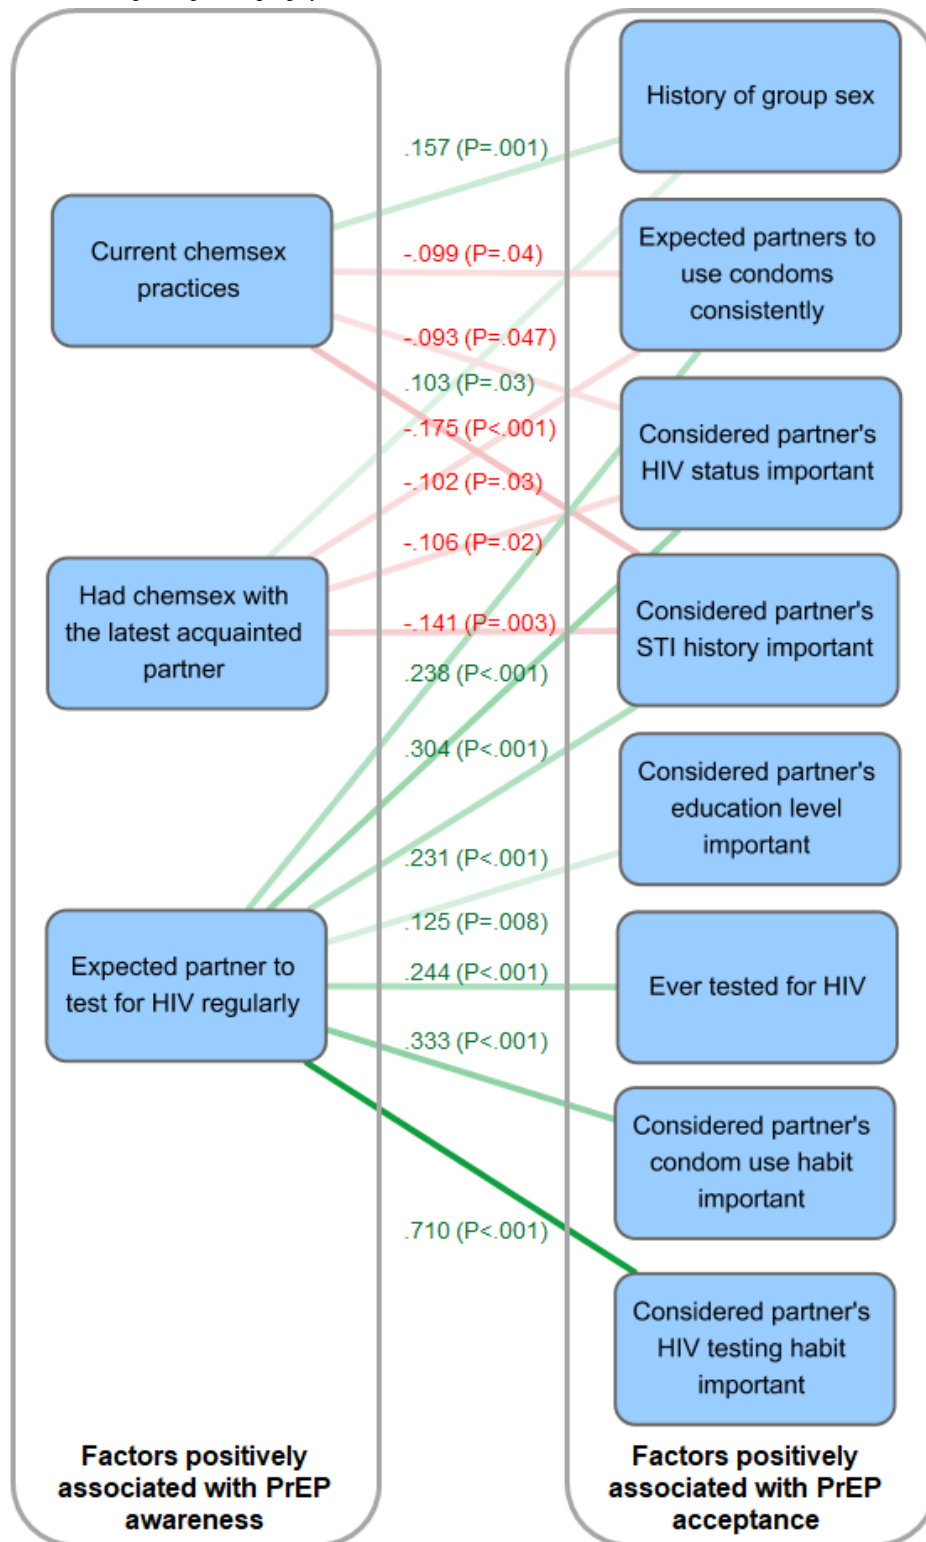 History of group sex
.157 (P=.001)
Current chemsex
practices
Expected partners to
use condoms
consistently
-.099 (P=.04)
-.093 (P=.047)
.103 (P=.03)
-.175 (P<.001)
Considered partner's
HIV status important
-.102 (P=.03)
-.106 (P=.02)
Had chemsex with
the latest acquainted
partner
Considered partner's
STI history important
-.141 (P=.003)
.238 (P<.001)
.304 (P<.001)
Considered partner's
education level
important
.231 (P<.001)
.125 (P=.008)
Expected partner to
test for HIV regularly
.244 (P<.001)
Ever tested for HIV
.333 (P<.001)
Considered partner's
condom use habit
important
.710 (P<.001)
Considered partner's
HIV testing habit
important
Factors positively
associated with PrEP
awareness
Factors positively
associated with PrEP
acceptance